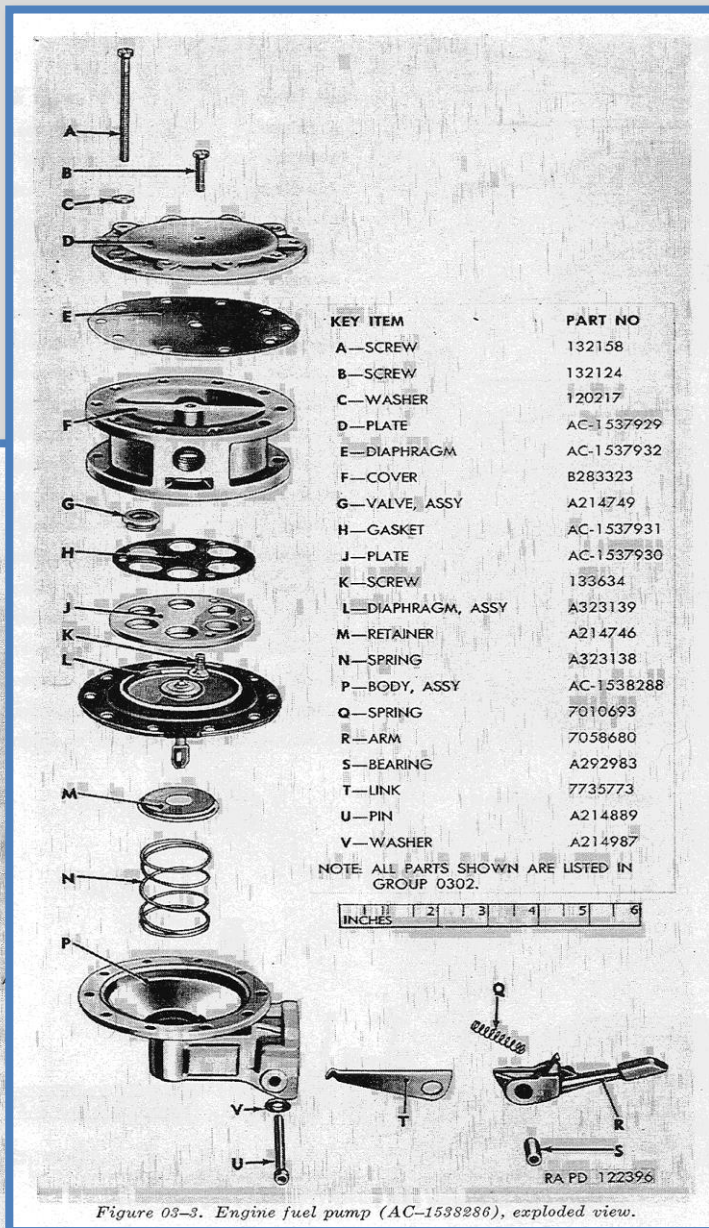 A
B
C
D
E
F
G
H
J
K
L
M
N
P
KEY ITEM PART NO
A—SCREW 132158
B—SCREW 132124
C—WASHER 120217
D—PLATE AC-1537929
E—DIAPHRAGM AC-1537932
F—COVER B283323
G—VALVE, ASSY A214749
H—GASKET AC-1537931
J—PLATE AC-1537930
K—SCREW 133634
L—DIAPHRAGM, ASSY A323139
M—RETAINER A214746
N—SPRING A323138
P—BODY, ASSY AC-1538288
Q—SPRING 7010693
R—ARM 7058680
S—BEARING A292983
T—LINK 7735773
U—PIN A214889
V—WASHER A214987
NOTE: ALL PARTS SHOWN ARE LISTED IN
GROUP 0302.
1 2 3 4 5 6
INCHES
Q
V
T
R
U
S
RA PD 122396
Figure 03–3. Engine fuel pump (AC–1538286), exploded view.